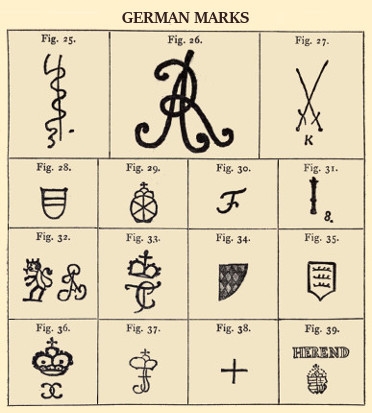 GERMAN MARKS
Fig. 25. Fig. 26. Fig. 27.
K
Fig. 28. Fig. 29. Fig. 30. Fig. 31.
F 8.
Fig. 32. Fig. 33. Fig. 34. Fig. 35.
Fig. 36. Fig. 37. Fig. 38. Fig. 39.
HEREND